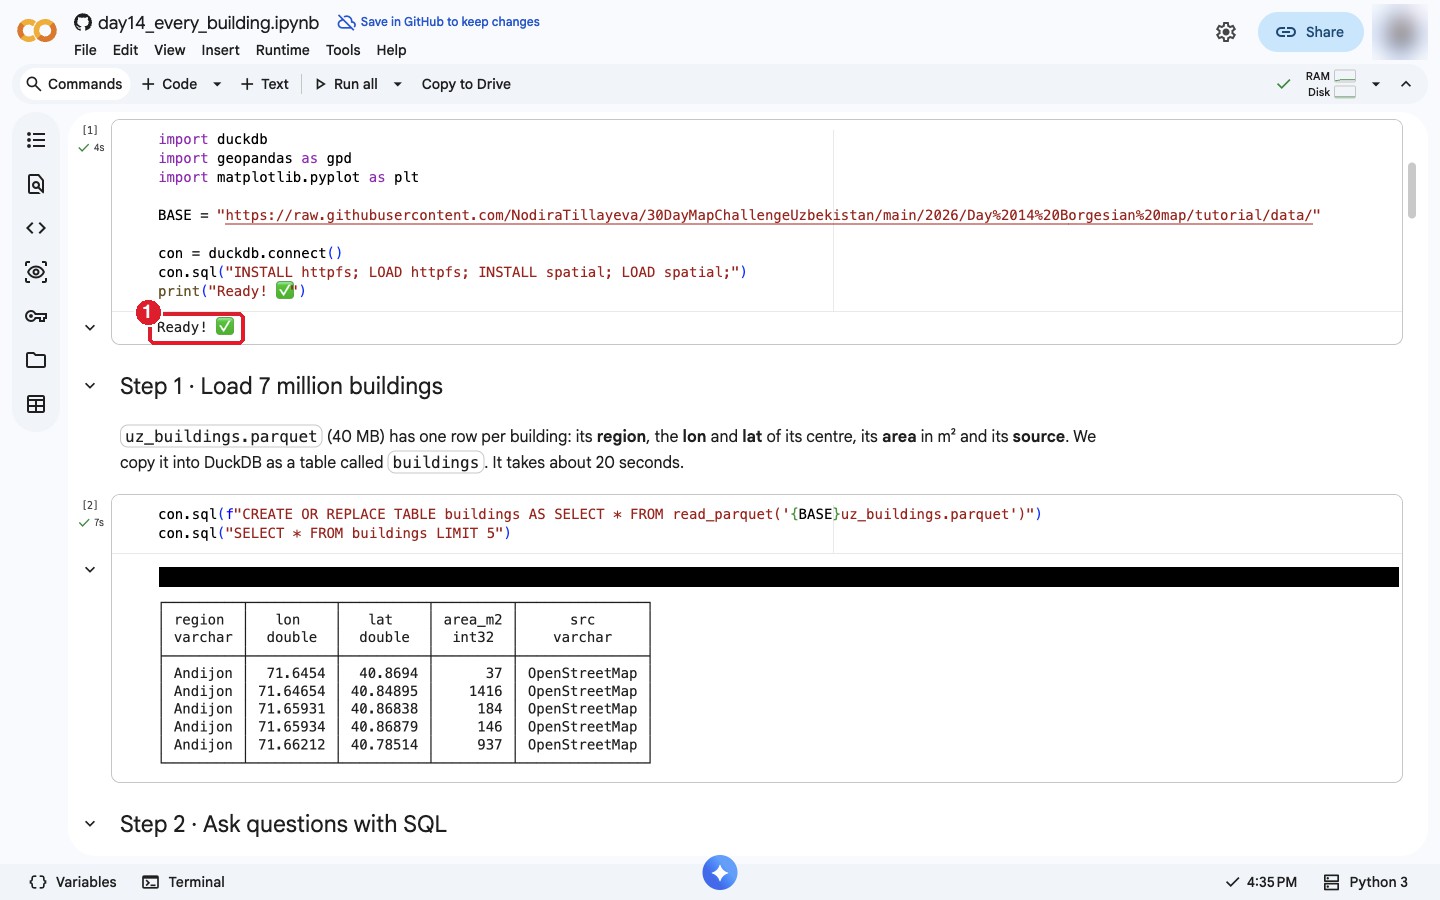 day14_every_building.ipynb
Save in GitHub to keep changes
File Edit View Insert Runtime Tools Help
Share
Commands + Code + Text Run all Copy to Drive
RAM
Disk
[1]
4s
import duckdb
import geopandas as gpd
import matplotlib.pyplot as plt
BASE = "https://raw.githubusercontent.com/NodiraTillayeva/30DayMapChallengeUzbekistan/main/2026/Day%2014%20Borgesian%20map/tutorial/data/"
con = duckdb.connect()
con.sql("INSTALL httpfs; LOAD httpfs; INSTALL spatial; LOAD spatial;")
print("Ready! ✅")
1
Ready! ✅
Step 1 · Load 7 million buildings
uz_buildings.parquet (40 MB) has one row per building: its region, the lon and lat of its centre, its area in m² and its source. We
copy it into DuckDB as a table called buildings. It takes about 20 seconds.
[2]
7s
con.sql(f"CREATE OR REPLACE TABLE buildings AS SELECT * FROM read_parquet('{BASE}uz_buildings.parquet')")
con.sql("SELECT * FROM buildings LIMIT 5")
region lon lat area_m2 src
varchar double double int32 varchar
Andijon 71.6454 40.8694 37 OpenStreetMap
Andijon 71.64654 40.84895 1416 OpenStreetMap
Andijon 71.65931 40.86838 184 OpenStreetMap
Andijon 71.65934 40.86879 146 OpenStreetMap
Andijon 71.66212 40.78514 937 OpenStreetMap
Step 2 · Ask questions with SQL
Variables Terminal
4:35 PM Python 3